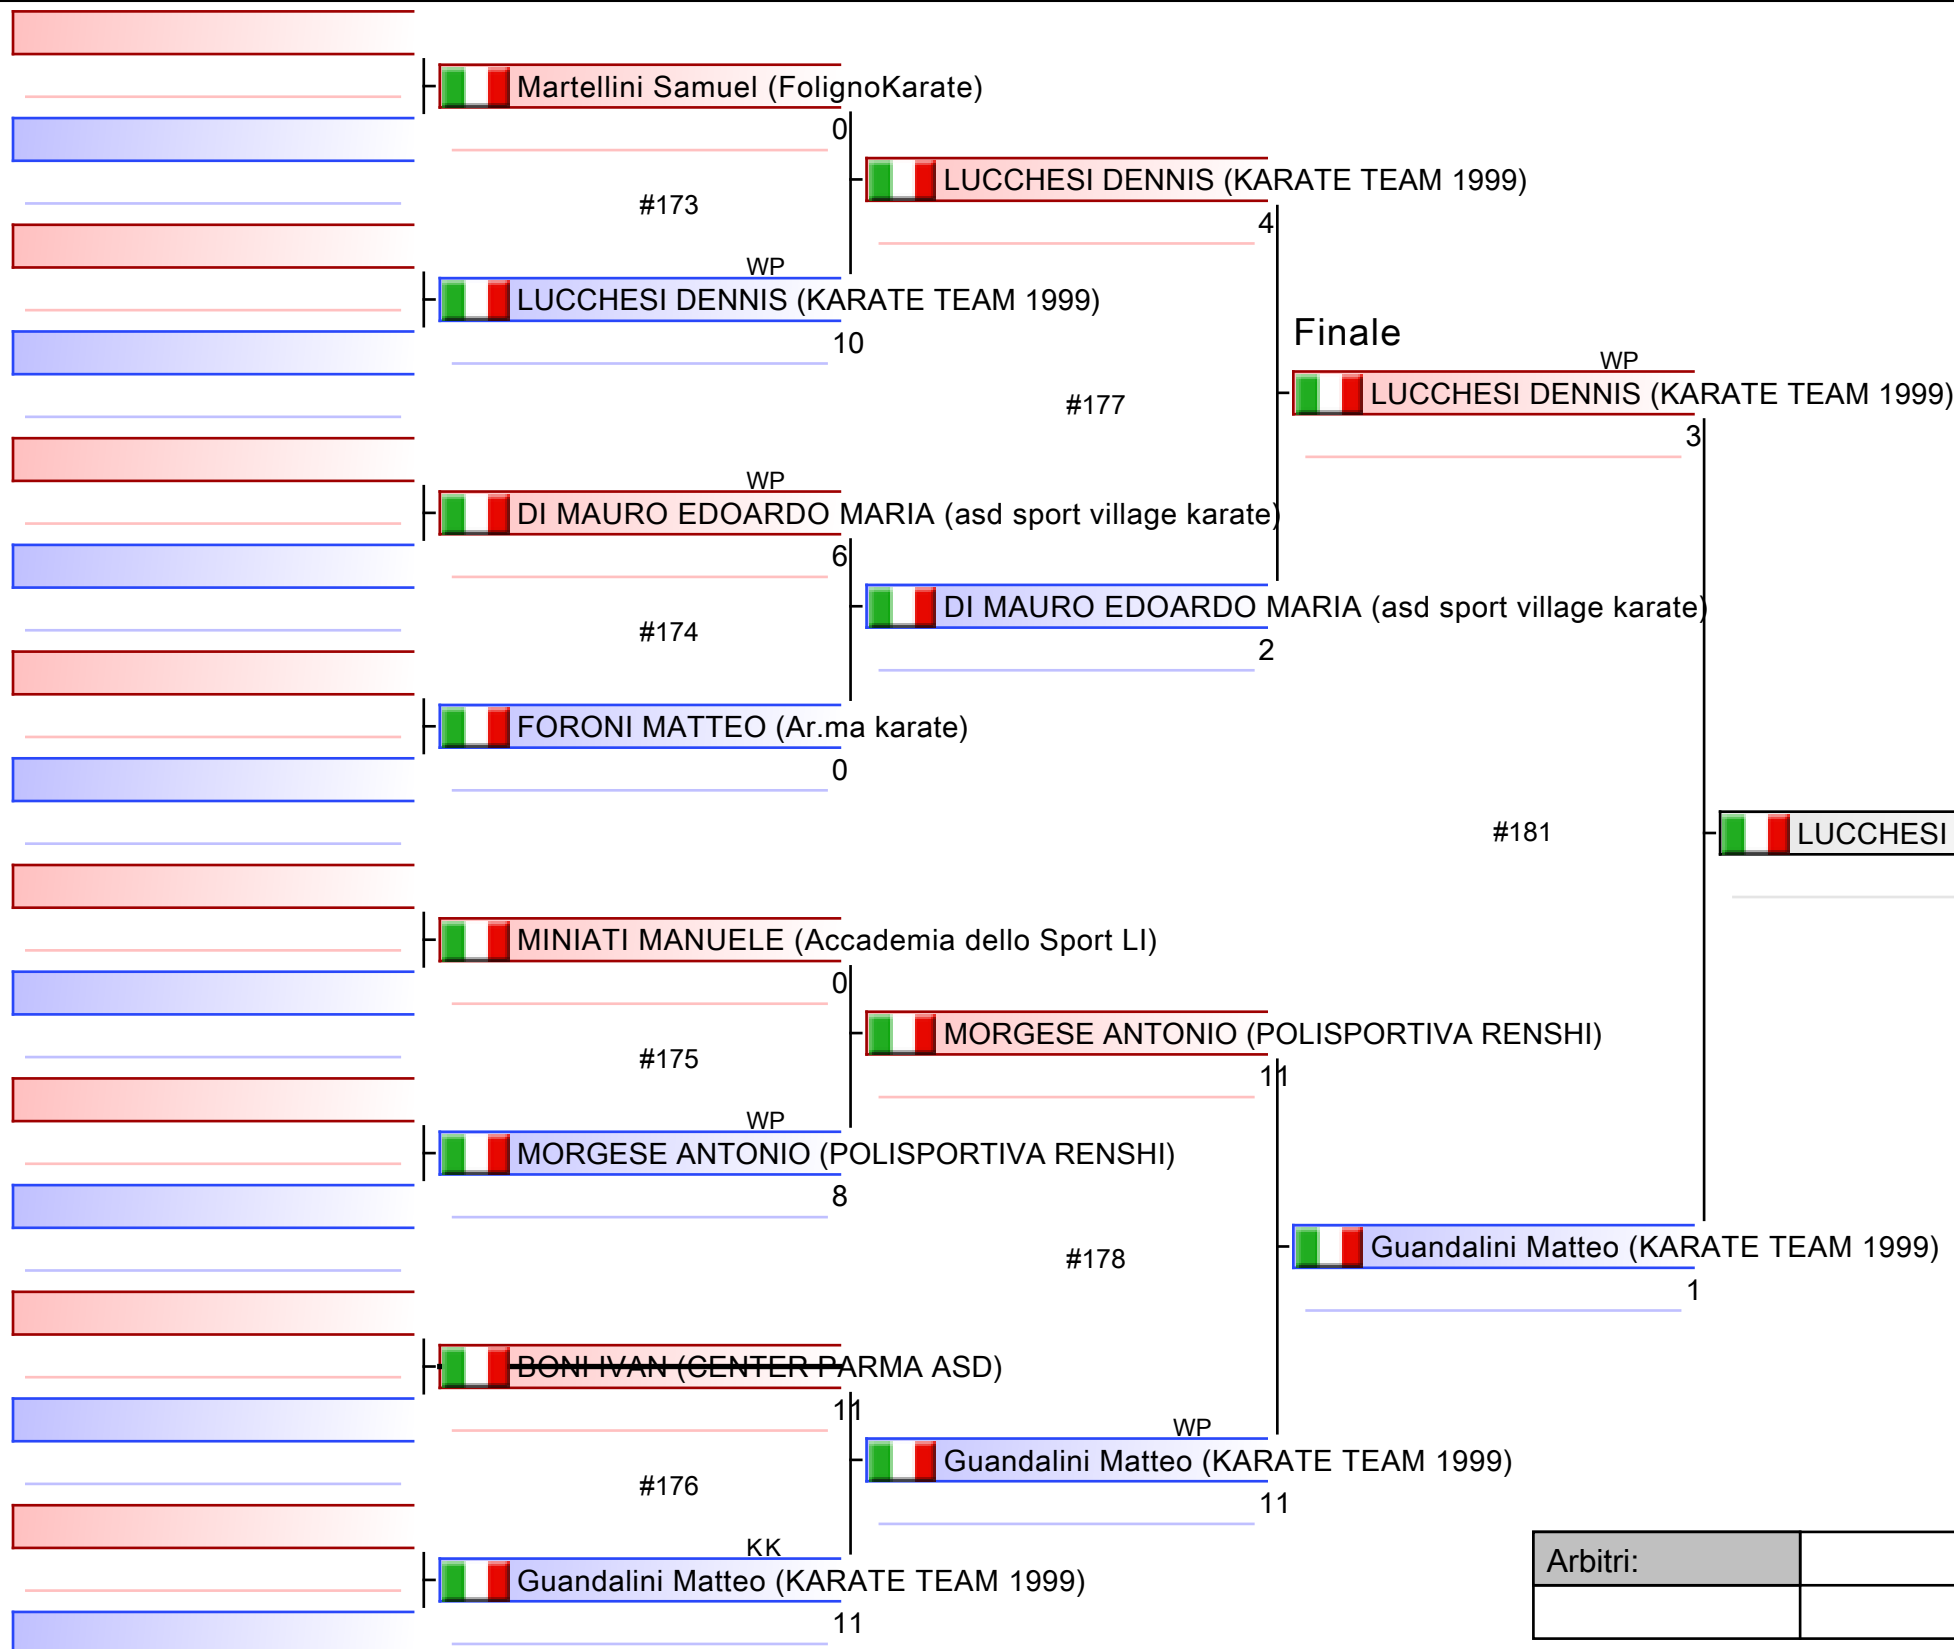 Martellini Samuel (FolignoKarate)
0
#173
WP
LUCCHESI DENNIS (KARATE TEAM 1999)
10
WP
DI MAURO EDOARDO MARIA (asd sport village karate)
6
#174
FORONI MATTEO (Ar.ma karate)
0
MINIATI MANUELE (Accademia dello Sport LI)
0
#175
WP
MORGESE ANTONIO (POLISPORTIVA RENSHI)
8
BONI IVAN (CENTER PARMA ASD)
11
#176
KK
Guandalini Matteo (KARATE TEAM 1999)
11
LUCCHESI DENNIS (KARATE TEAM 1999)
4
#177
DI MAURO EDOARDO MARIA (asd sport village karate)
2
MORGESE ANTONIO (POLISPORTIVA RENSHI)
11
#178
WP
Guandalini Matteo (KARATE TEAM 1999)
11
Finale
WP
LUCCHESI DENNIS (KARATE TEAM 1999)
3
#181
Guandalini Matteo (KARATE TEAM 1999)
1
LUCCHESI
Arbitri: